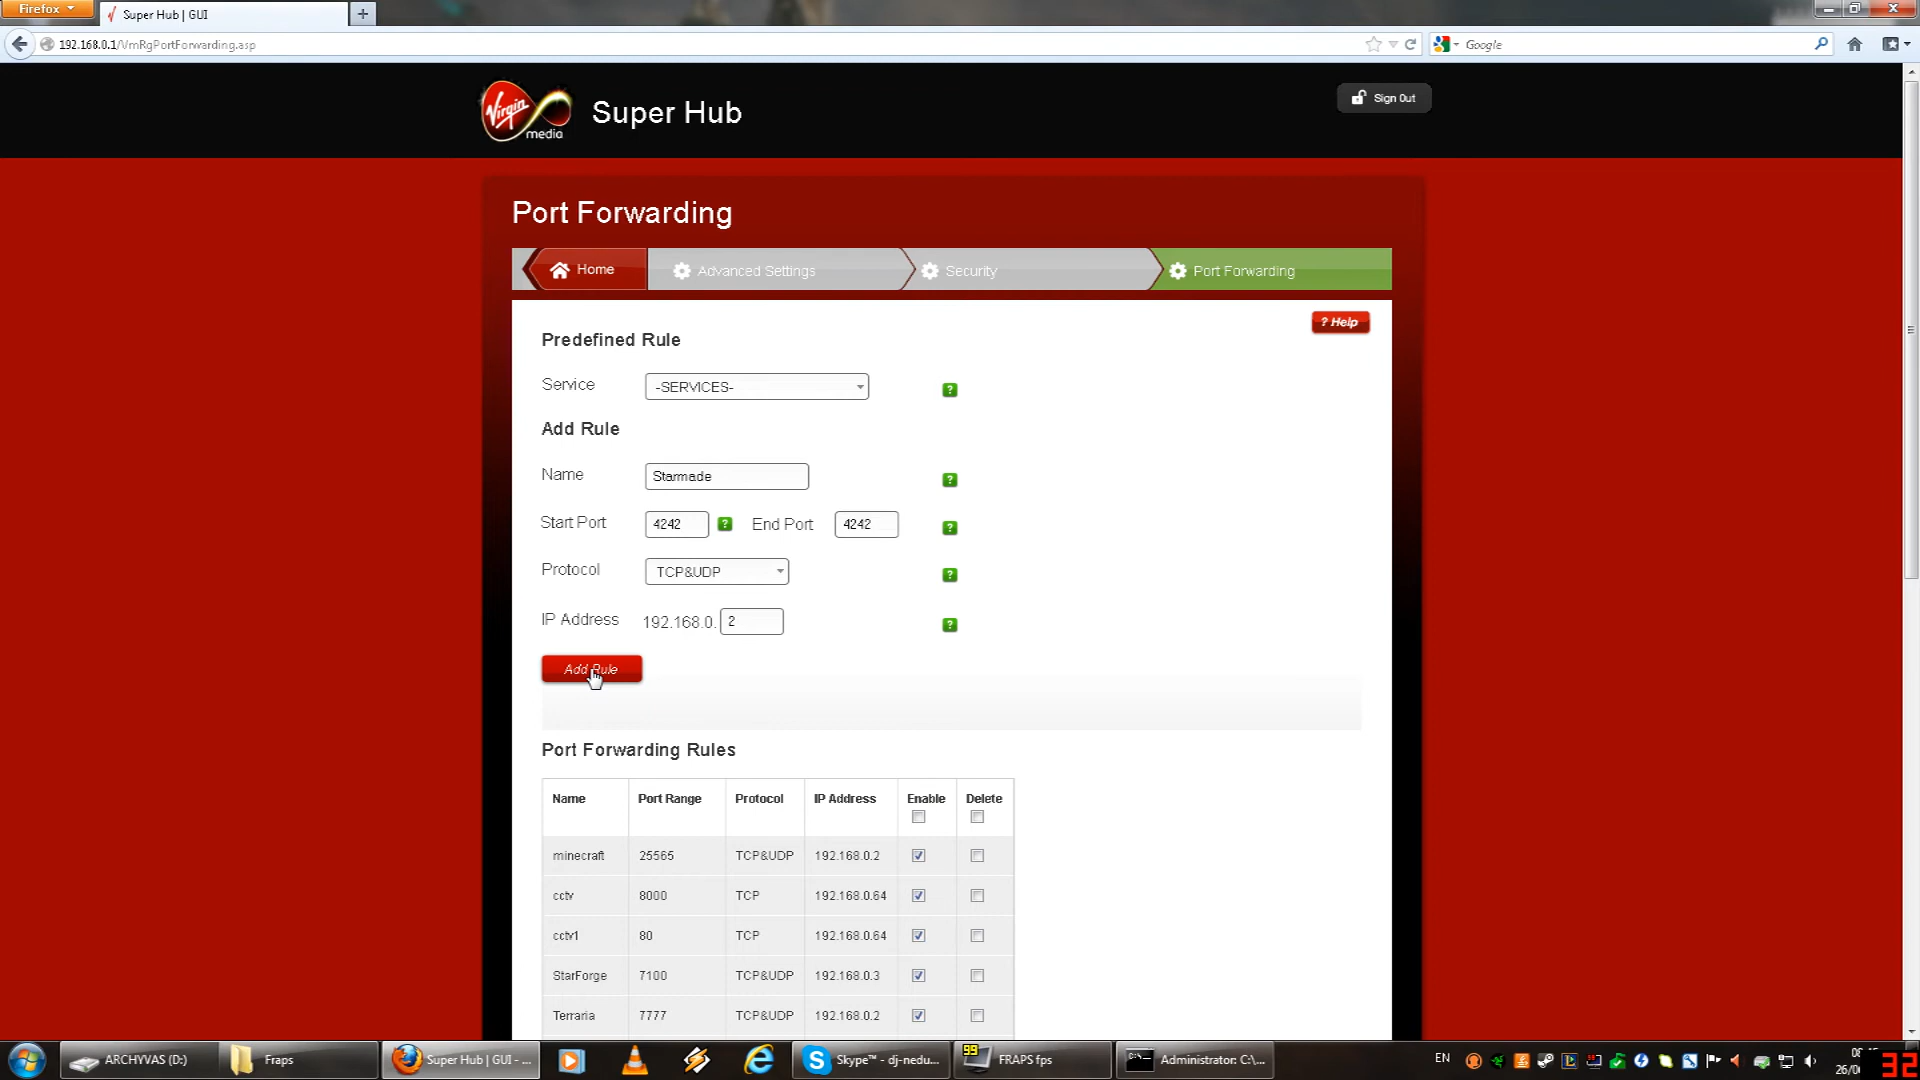 Firefox
Super Hub | GUI
192.168.0.1/VmRgPortForwarding.asp
Google
Virgin media
Super Hub
Sign Out
Port Forwarding
Home
Advanced Settings
Security
Port Forwarding
? Help
Predefined Rule
Service
-SERVICES-
?
Add Rule
Name
Starmade
?
Start Port
4242
?
End Port
4242
?
Protocol
TCP&UDP
?
IP Address
192.168.0.
2
?
Add Rule
Port Forwarding Rules
Name Port Range Protocol IP Address Enable Delete
minecraft 25565 TCP&UDP 192.168.0.2
cctv 8000 TCP 192.168.0.64
cctv1 80 TCP 192.168.0.64
StarForge 7100 TCP&UDP 192.168.0.3
Terraria 7777 TCP&UDP 192.168.0.2
ARCHYVAS (D:)
Fraps
Super Hub | GUI - ...
Skype™ - dj-nedu...
99
FRAPS fps
Administrator: C:\...
EN
32